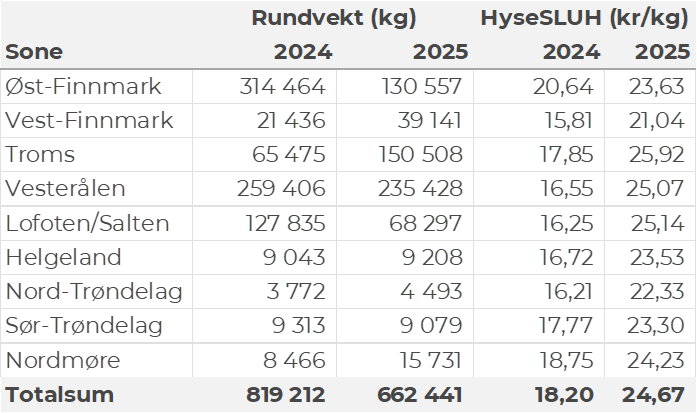 Rundvekt (kg) HyseSLUH (kr/kg)
Sone 2024 2025 2024 2025
Øst-Finnmark 314 464 130 557 20,64 23,63
Vest-Finnmark 21 436 39 141 15,81 21,04
Troms 65 475 150 508 17,85 25,92
Vesterålen 259 406 235 428 16,55 25,07
Lofoten/Salten 127 835 68 297 16,25 25,14
Helgeland 9 043 9 208 16,72 23,53
Nord-Trøndelag 3 772 4 493 16,21 22,33
Sør-Trøndelag 9 313 9 079 17,77 23,30
Nordmøre 8 466 15 731 18,75 24,23
Totalsum 819 212 662 441 18,20 24,67